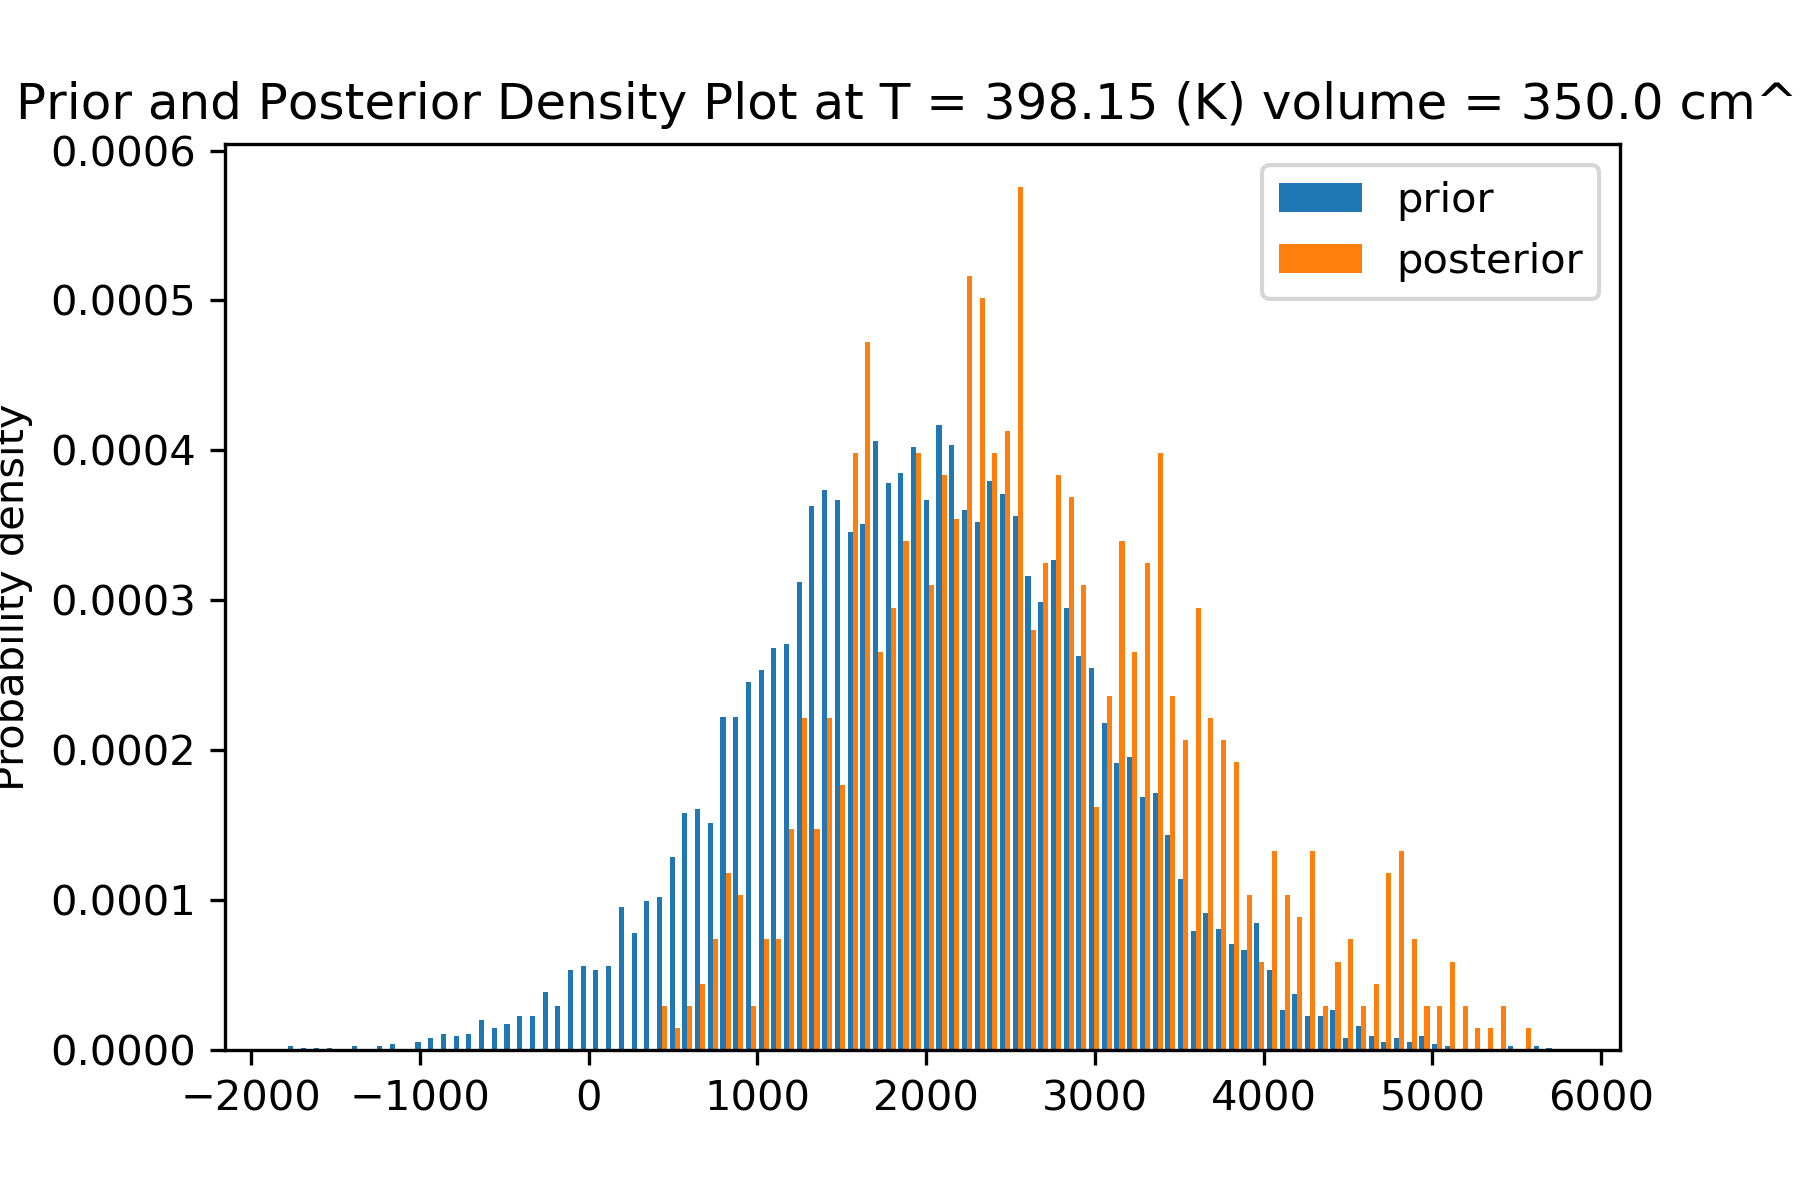 Prior and Posterior Density Plot at T = 398.15 (K) volume = 350.0 cm^
prior
posterior
Probability density
0.0006
0.0005
0.0004
0.0003
0.0002
0.0001
0.0000
−2000 −1000 0 1000 2000 3000 4000 5000 6000